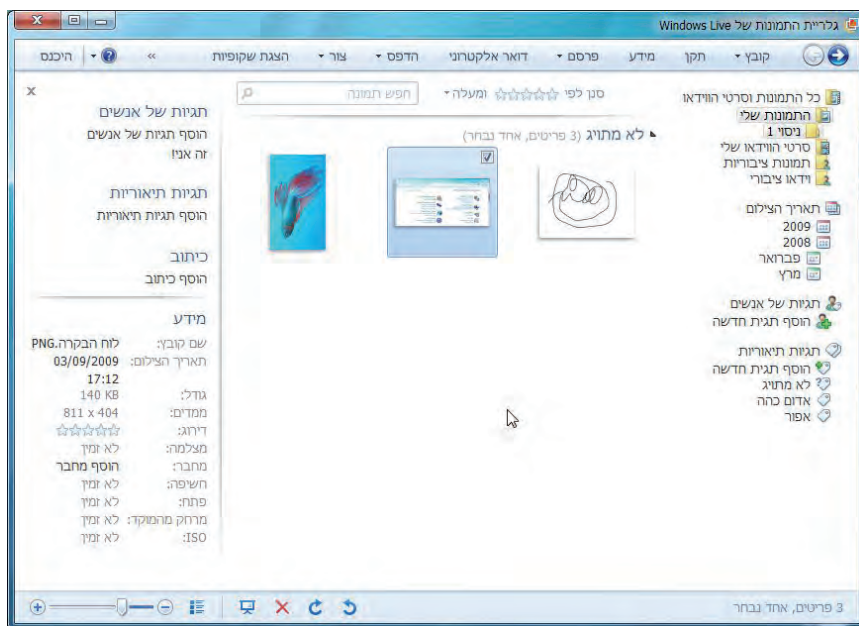 גלריית התמונות של Windows Live
קובץ
תקן
מידע
פרסם
דואר אלקטרוני
הדפס
צור
הצגת שקופיות
»
היכנס
כל התמונות וסרטי הווידאו
התמונות שלי
ניסוי 1
סרטי הווידאו שלי
תמונות ציבוריות
וידאו ציבורי
תאריך הצילום
2009
2008
פברואר
מרץ
תגיות של אנשים
הוסף תגית חדשה
תגיות תיאוריות
הוסף תגית חדשה
לא מתויג
אדום כהה
אפור
סנן לפי ומעלה
חפש תמונה
לא מתויג (3 פריטים, אחד נבחר)
תגיות של אנשים
הוסף תגיות של אנשים
זה אני!
תגיות תיאוריות
הוסף תגיות תיאוריות
כיתוב
הוסף כיתוב
מידע
שם קובץ: לוח הבקרה.PNG
תאריך הצילום: 03/09/2009
17:12
גודל: 140 KB
ממדים: 811 x 404
דירוג:
מצלמה: לא זמין
מחבר: הוסף מחבר
חשיפה: לא זמין
פתח: לא זמין
מרחק מהמוקד: לא זמין
ISO: לא זמין
3 פריטים, אחד נבחר